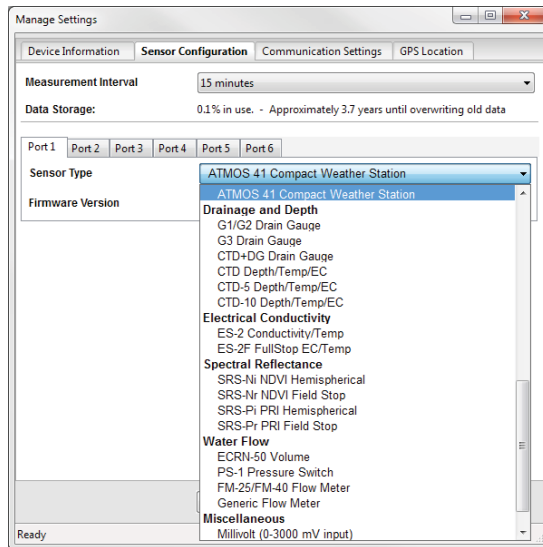 Manage Settings
Device Information Sensor Configuration Communication Settings GPS Location
Measurement Interval 15 minutes
Data Storage: 0.1% in use. - Approximately 3.7 years until overwriting old data
Port 1 Port 2 Port 3 Port 4 Port 5 Port 6
Sensor Type ATMOS 41 Compact Weather Station
ATMOS 41 Compact Weather Station
Firmware Version
Drainage and Depth
G1/G2 Drain Gauge
G3 Drain Gauge
CTD+DG Drain Gauge
CTD Depth/Temp/EC
CTD-5 Depth/Temp/EC
CTD-10 Depth/Temp/EC
Electrical Conductivity
ES-2 Conductivity/Temp
ES-2F FullStop EC/Temp
Spectral Reflectance
SRS-Ni NDVI Hemispherical
SRS-Nr NDVI Field Stop
SRS-Pi PRI Hemispherical
SRS-Pr PRI Field Stop
Water Flow
ECRN-50 Volume
PS-1 Pressure Switch
FM-25/FM-40 Flow Meter
Generic Flow Meter
Miscellaneous
Millivolt (0-3000 mV input)
Ready